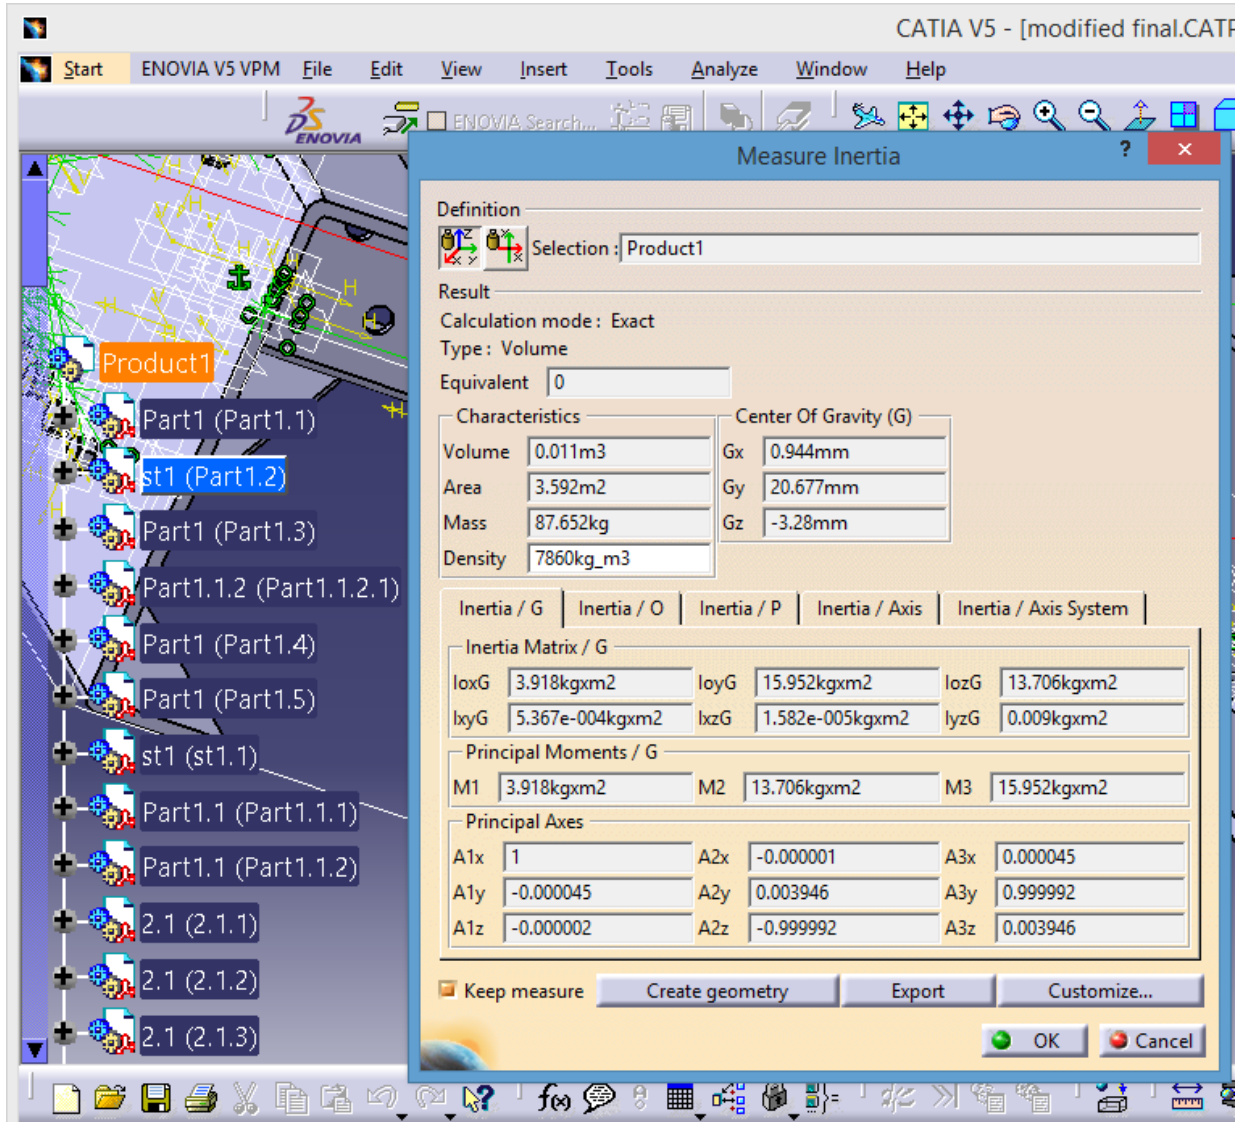 CATIA V5 - [modified final.CATP
Start ENOVIA V5 VPM File Edit View Insert Tools Analyze Window Help
ENOVIA
ENOVIA Search...
Measure Inertia ?
Definition
Selection : Product1
Result
Calculation mode : Exact
Type : Volume
Equivalent 0
Characteristics Center Of Gravity (G)
Volume 0.011m3 Gx 0.944mm
Area 3.592m2 Gy 20.677mm
Mass 87.652kg Gz -3.28mm
Density 7860kg_m3
Inertia / G Inertia / O Inertia / P Inertia / Axis Inertia / Axis System
Inertia Matrix / G
IoxG 3.918kgxm2 IoyG 15.952kgxm2 IozG 13.706kgxm2
IxyG 5.367e-004kgxm2 IxzG 1.582e-005kgxm2 IyzG 0.009kgxm2
Principal Moments / G
M1 3.918kgxm2 M2 13.706kgxm2 M3 15.952kgxm2
Principal Axes
A1x 1 A2x -0.000001 A3x 0.000045
A1y -0.000045 A2y 0.003946 A3y 0.999992
A1z -0.000002 A2z -0.999992 A3z 0.003946
Keep measure Create geometry Export Customize...
OK Cancel
Product1
Part1 (Part1.1)
st1 (Part1.2)
Part1 (Part1.3)
Part1.1.2 (Part1.1.2.1)
Part1 (Part1.4)
Part1 (Part1.5)
st1 (st1.1)
Part1.1 (Part1.1.1)
Part1.1 (Part1.1.2)
2.1 (2.1.1)
2.1 (2.1.2)
2.1 (2.1.3)
H
H
H
H
f(x)